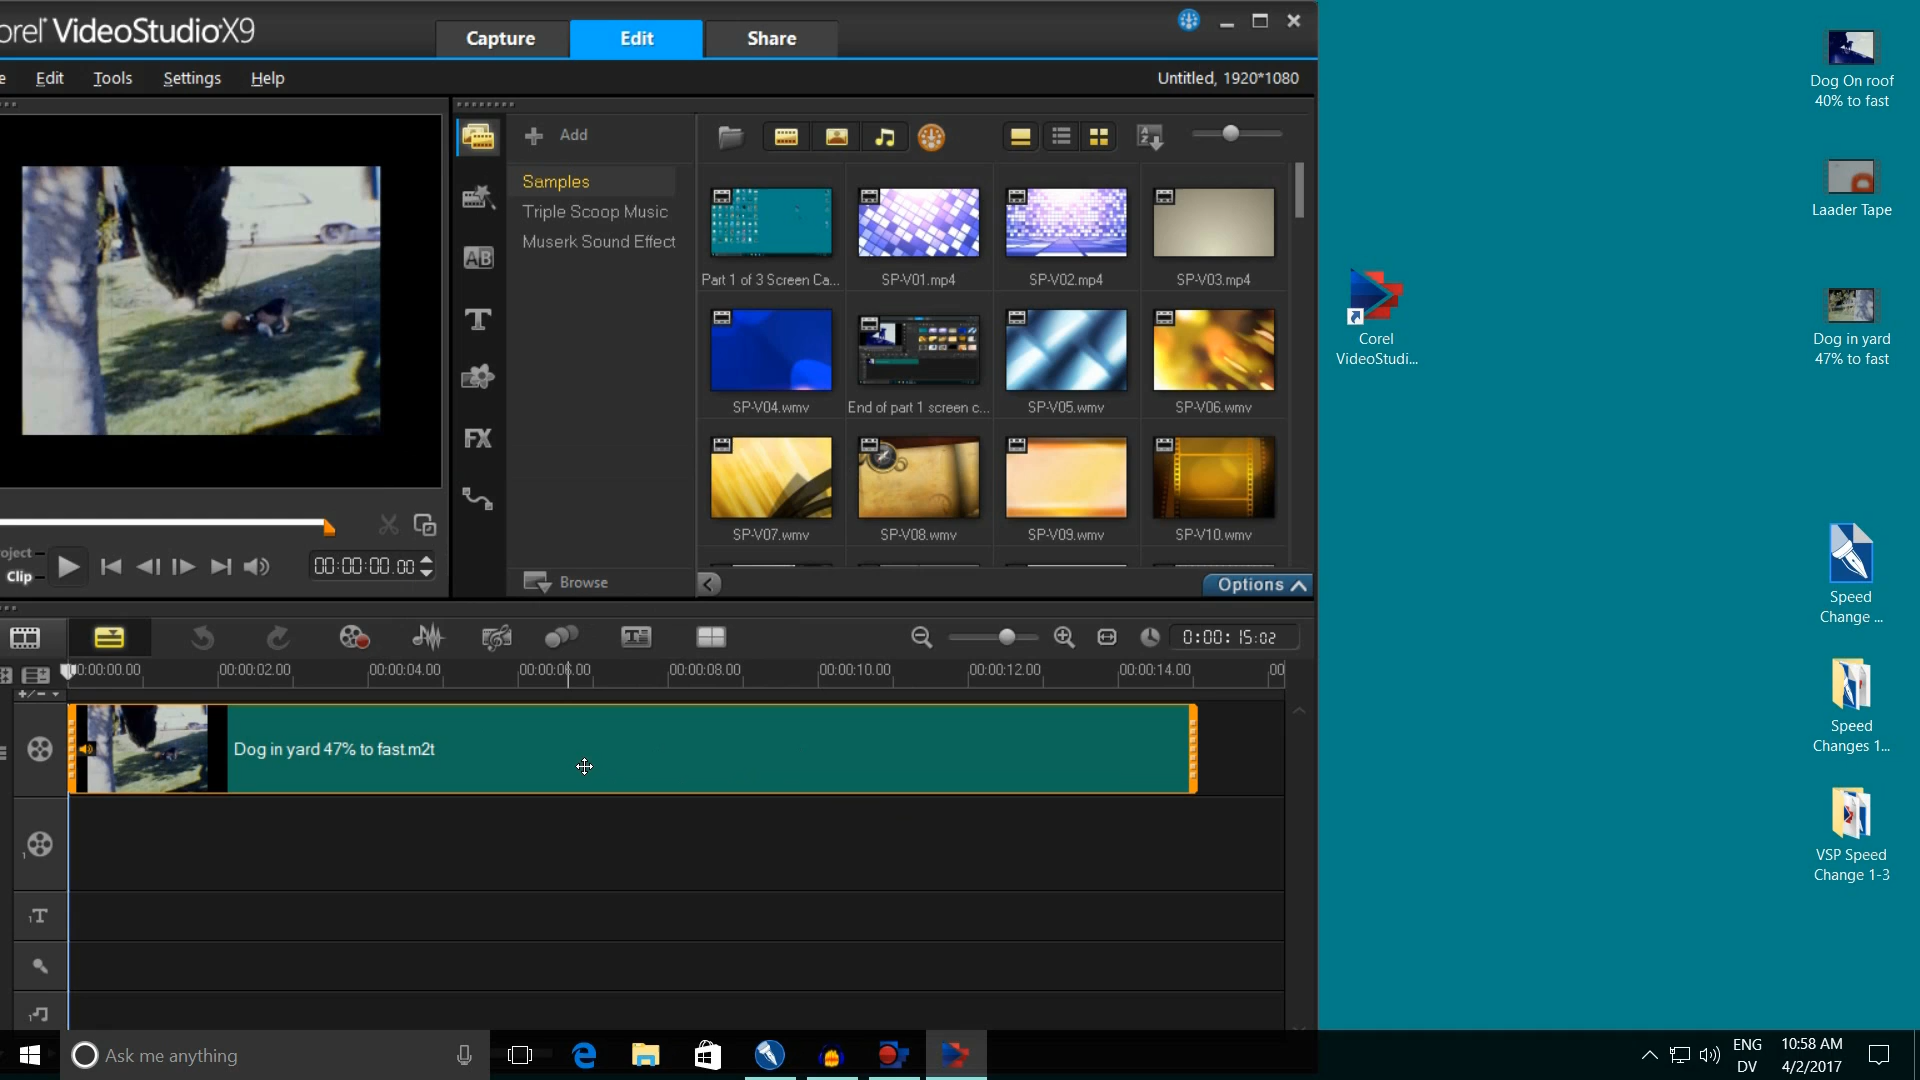 orel VideoStudio X9
Capture
Edit
Share
e
Edit
Tools
Settings
Help
Untitled, 1920*1080
Add
Samples
Triple Scoop Music
Muserk Sound Effect
Part 1 of 3 Screen Ca...
SP-V01.mp4
SP-V02.mp4
SP-V03.mp4
SP-V04.wmv
End of part 1 screen c...
SP-V05.wmv
SP-V06.wmv
SP-V07.wmv
SP-V08.wmv
SP-V09.wmv
SP-V10.wmv
AB
T
FX
Browse
Options
oject
Clip
00:00:00.00
0:00:15:02
00:00:00.00
00:00:02.00
00:00:04.00
00:00:06.00
00:00:08.00
00:00:10.00
00:00:12.00
00:00:14.00
00
Dog in yard 47% to fast.m2t
1
1T
1
Dog On roof
40% to fast
Laader Tape
Corel
VideoStudi...
Dog in yard
47% to fast
Speed
Change ...
Speed
Changes 1...
VSP Speed
Change 1-3
Ask me anything
ENG
DV
10:58 AM
4/2/2017